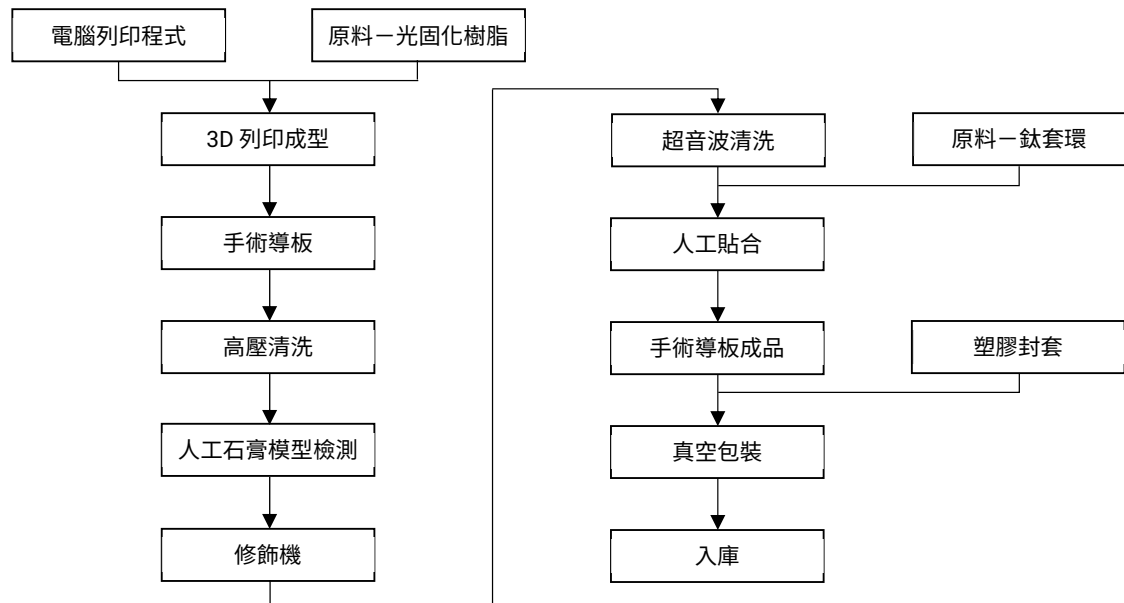 電腦列印程式
原料－光固化樹脂
3D 列印成型
手術導板
高壓清洗
人工石膏模型檢測
修飾機
超音波清洗
原料－鈦套環
人工貼合
手術導板成品
塑膠封套
真空包裝
入庫